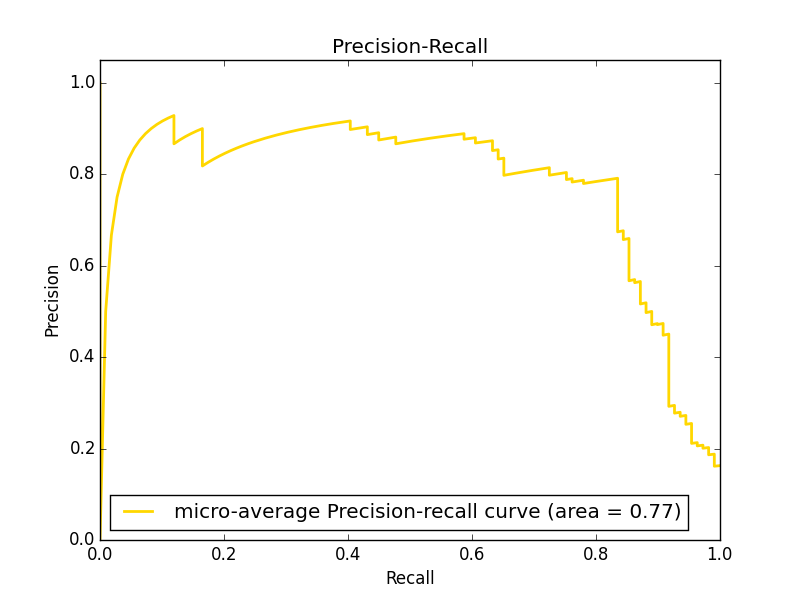 Precision-Recall
1.0
0.8
0.6
0.4
0.2
0.0
Precision
micro-average Precision-recall curve (area = 0.77)
0.0 0.2 0.4 0.6 0.8 1.0
Recall